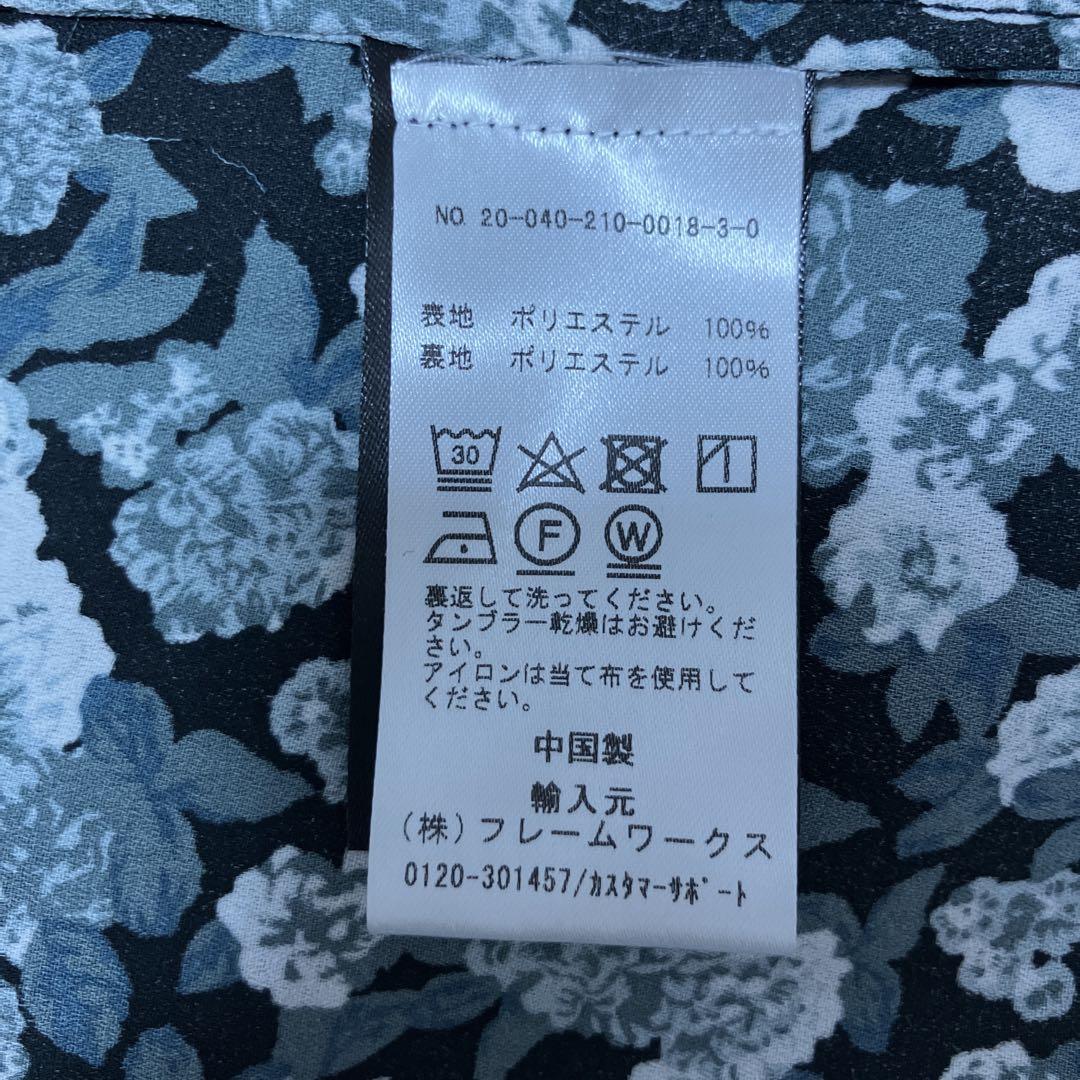 NO. 20-040-210-0018-3-0
表地 ポリエステル 100%
裏地 ポリエステル 100%
30
F W
裏返して洗ってください。
タンブラー乾燥はお避けくだ
さい。
アイロンは当て布を使用して
ください。
中国製
輸入元
(株)フレームワークス
0120-301457/カスタマーサポート